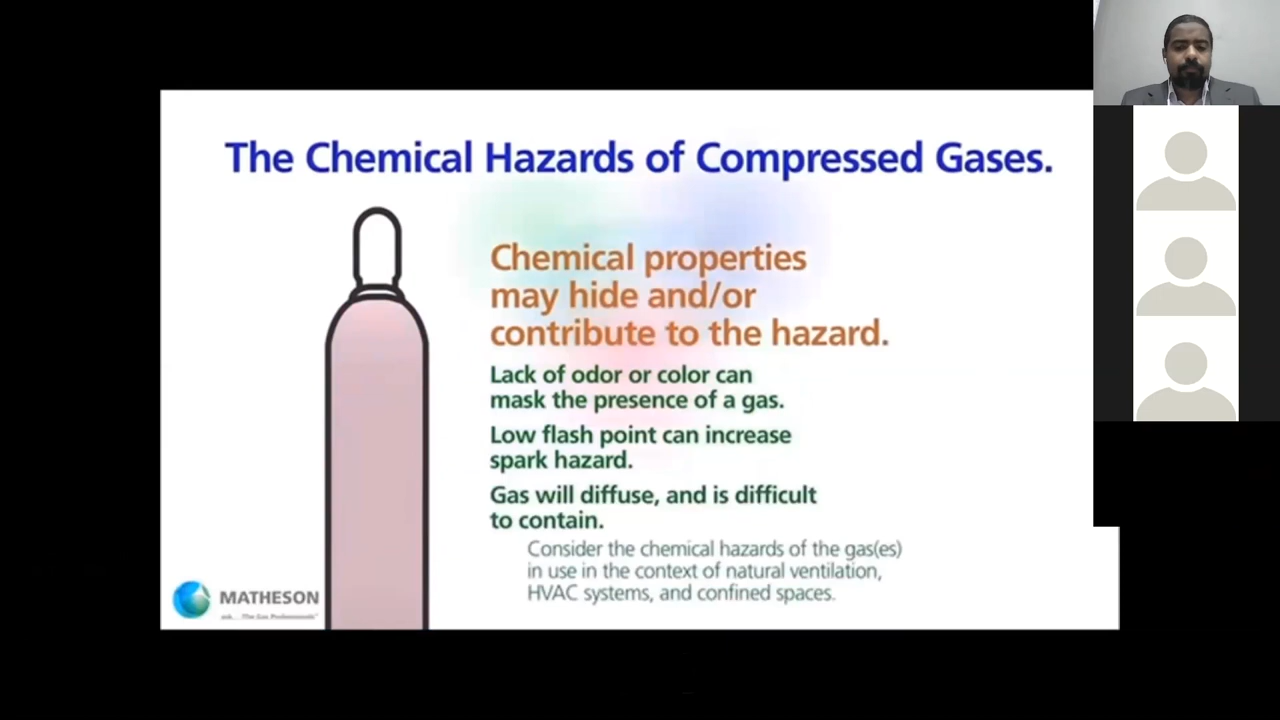 The Chemical Hazards of Compressed Gases.
Chemical properties
may hide and/or
contribute to the hazard.
Lack of odor or color can
mask the presence of a gas.
Low flash point can increase
spark hazard.
Gas will diffuse, and is difficult
to contain.
Consider the chemical hazards of the gas(es)
in use in the context of natural ventilation,
HVAC systems, and confined spaces.
MATHESON
ask. . .The Gas Professionals™